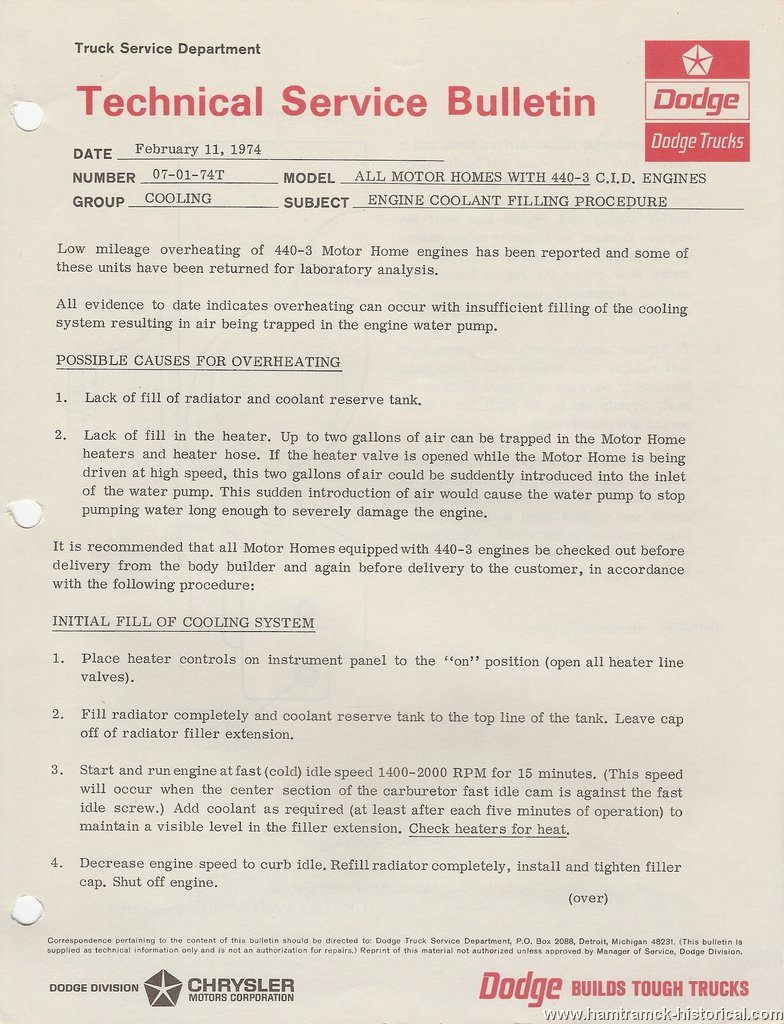 Truck Service Department
Technical Service Bulletin
Dodge
Dodge Trucks
DATE February 11, 1974
NUMBER 07-01-74T MODEL ALL MOTOR HOMES WITH 440-3 C.I.D. ENGINES
GROUP COOLING SUBJECT ENGINE COOLANT FILLING PROCEDURE
Low mileage overheating of 440-3 Motor Home engines has been reported and some of
these units have been returned for laboratory analysis.
All evidence to date indicates overheating can occur with insufficient filling of the cooling
system resulting in air being trapped in the engine water pump.
POSSIBLE CAUSES FOR OVERHEATING
1. Lack of fill of radiator and coolant reserve tank.
2. Lack of fill in the heater. Up to two gallons of air can be trapped in the Motor Home
heaters and heater hose. If the heater valve is opened while the Motor Home is being
driven at high speed, this two gallons of air could be suddently introduced into the inlet
of the water pump. This sudden introduction of air would cause the water pump to stop
pumping water long enough to severely damage the engine.
It is recommended that all Motor Homes equipped with 440-3 engines be checked out before
delivery from the body builder and again before delivery to the customer, in accordance
with the following procedure:
INITIAL FILL OF COOLING SYSTEM
1. Place heater controls on instrument panel to the "on" position (open all heater line
valves).
2. Fill radiator completely and coolant reserve tank to the top line of the tank. Leave cap
off of radiator filler extension.
3. Start and run engine at fast (cold) idle speed 1400-2000 RPM for 15 minutes. (This speed
will occur when the center section of the carburetor fast idle cam is against the fast
idle screw.) Add coolant as required (at least after each five minutes of operation) to
maintain a visible level in the filler extension. Check heaters for heat.
4. Decrease engine speed to curb idle. Refill radiator completely, install and tighten filler
cap. Shut off engine.
(over)
Correspondence pertaining to the content of this bulletin should be directed to: Dodge Truck Service Department, P.O. Box 2088, Detroit, Michigan 48231. (This bulletin is
supplied as technical information only and is not an authorization for repairs.) Reprint of this material not authorized unless approved by Manager of Service, Dodge Division.
DODGE DIVISION CHRYSLER
MOTORS CORPORATION
Dodge BUILDS TOUGH TRUCKS
www.hamtramck-historical.com